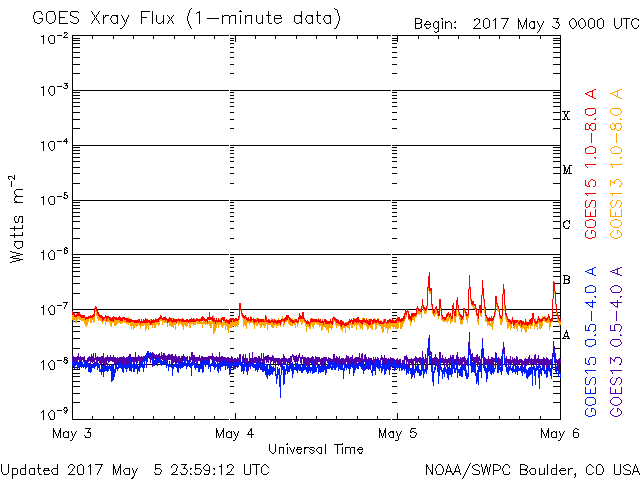 GOES Xray Flux (1-minute data)
Begin: 2017 May 3 0000 UTC
10⁻²
10⁻³
10⁻⁴
10⁻⁵
10⁻⁶
10⁻⁷
10⁻⁸
10⁻⁹
Watts m⁻²
X
M
C
B
A
GOES15 1.0-8.0 A
GOES13 1.0-8.0 A
GOES15 0.5-4.0 A
GOES13 0.5-4.0 A
May 3 May 4 May 5 May 6
Universal Time
Updated 2017 May 5 23:59:12 UTC
NOAA/SWPC Boulder, CO USA